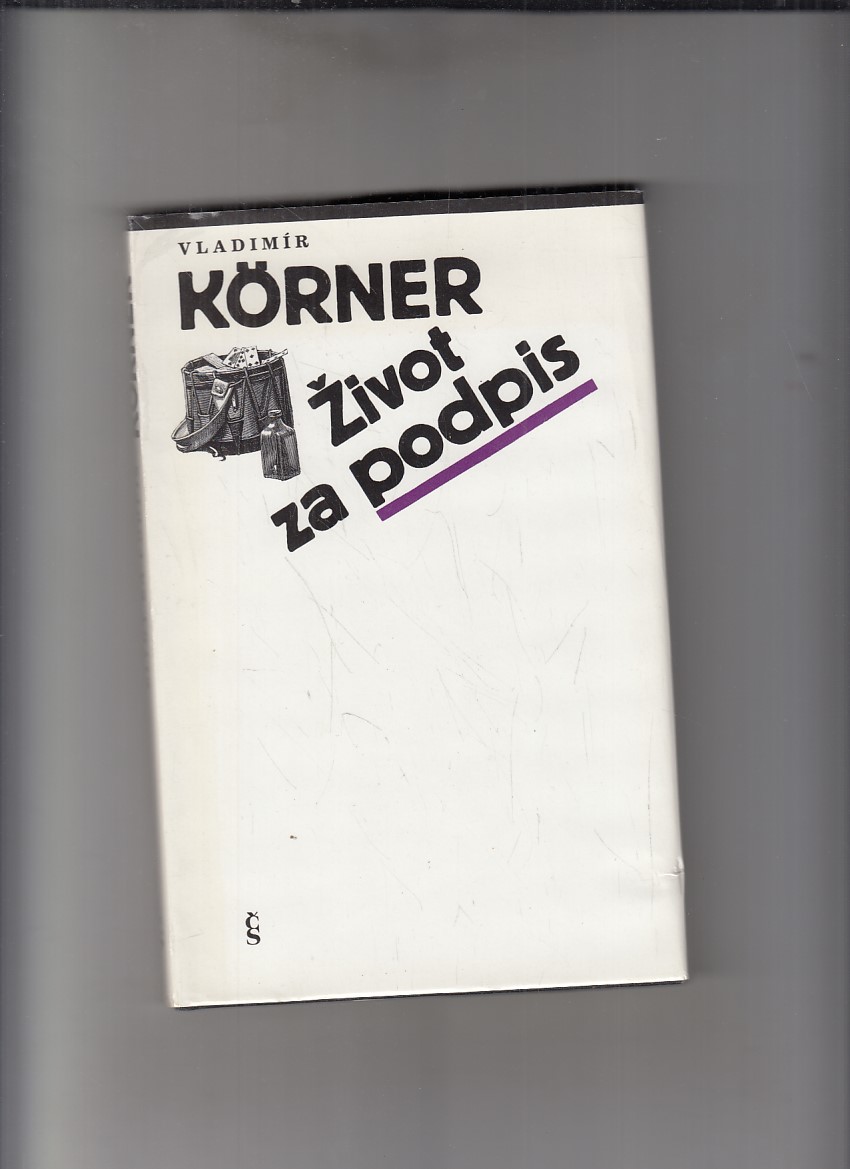 VLADIMÍR
KÖRNER
Život
za podpis
ČS